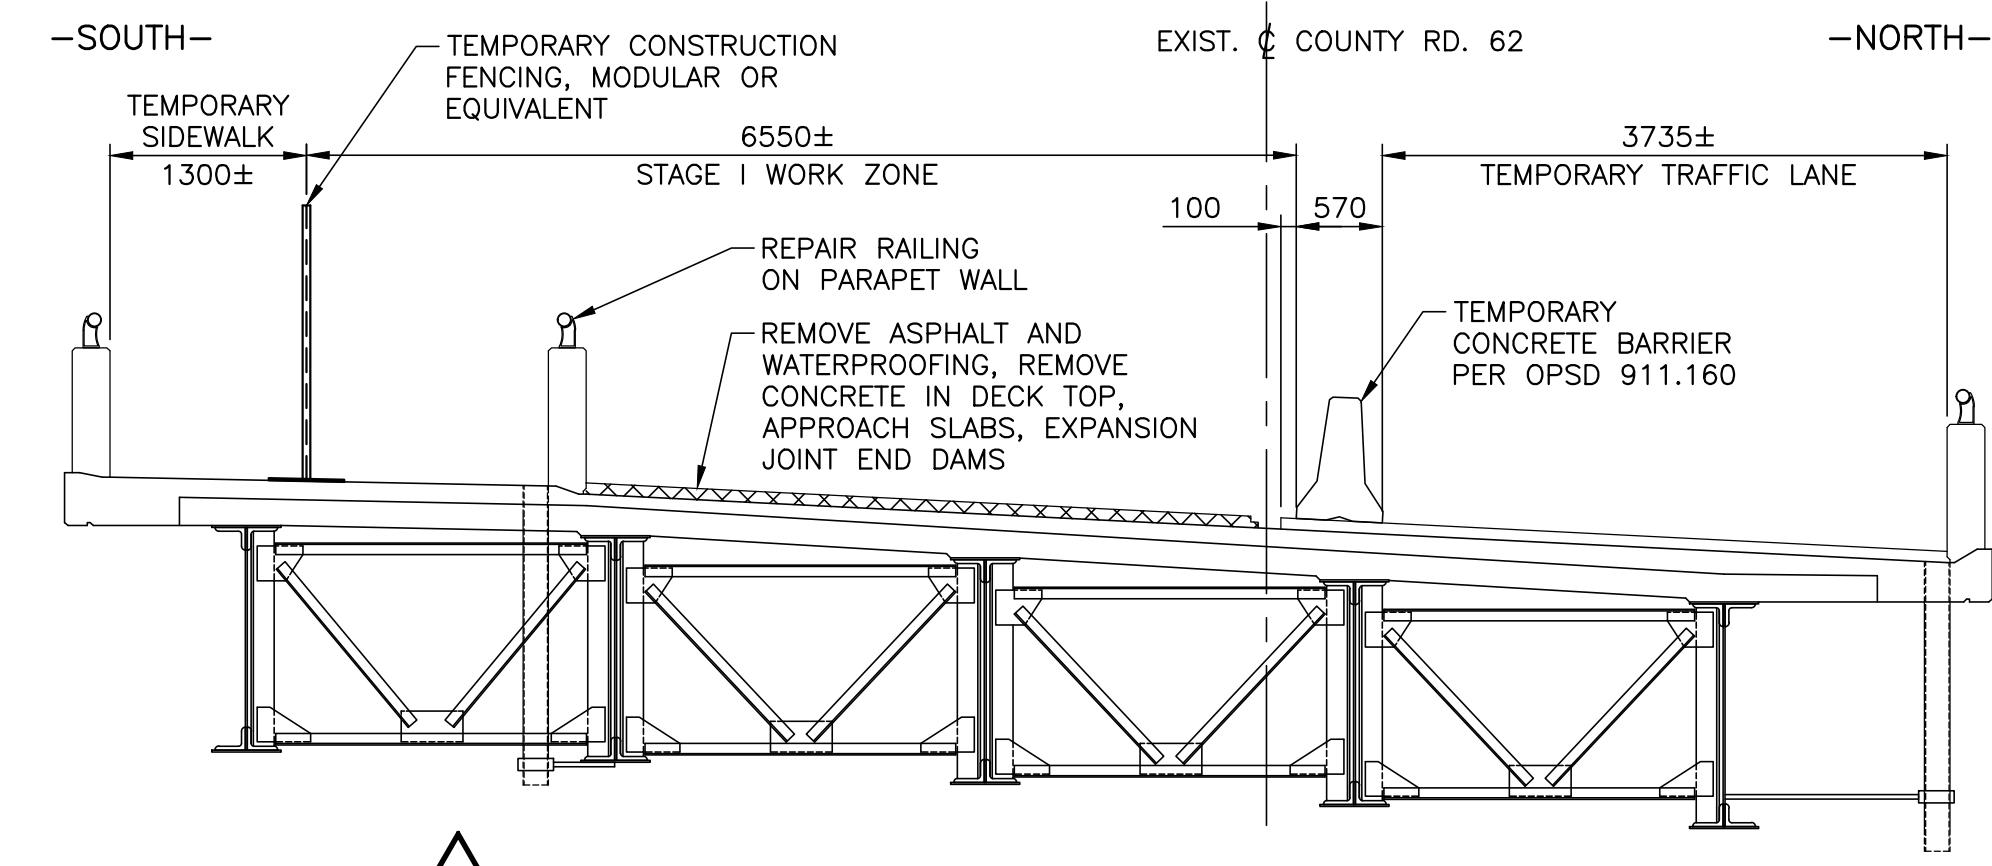 -SOUTH-
TEMPORARY CONSTRUCTION
FENCING, MODULAR OR
EQUIVALENT
EXIST. ℄ COUNTY RD. 62
-NORTH-
TEMPORARY
SIDEWALK
1300±
6550±
STAGE I WORK ZONE
3735±
TEMPORARY TRAFFIC LANE
100
570
REPAIR RAILING
ON PARAPET WALL
REMOVE ASPHALT AND
WATERPROOFING, REMOVE
CONCRETE IN DECK TOP,
APPROACH SLABS, EXPANSION
JOINT END DAMS
TEMPORARY
CONCRETE BARRIER
PER OPSD 911.160